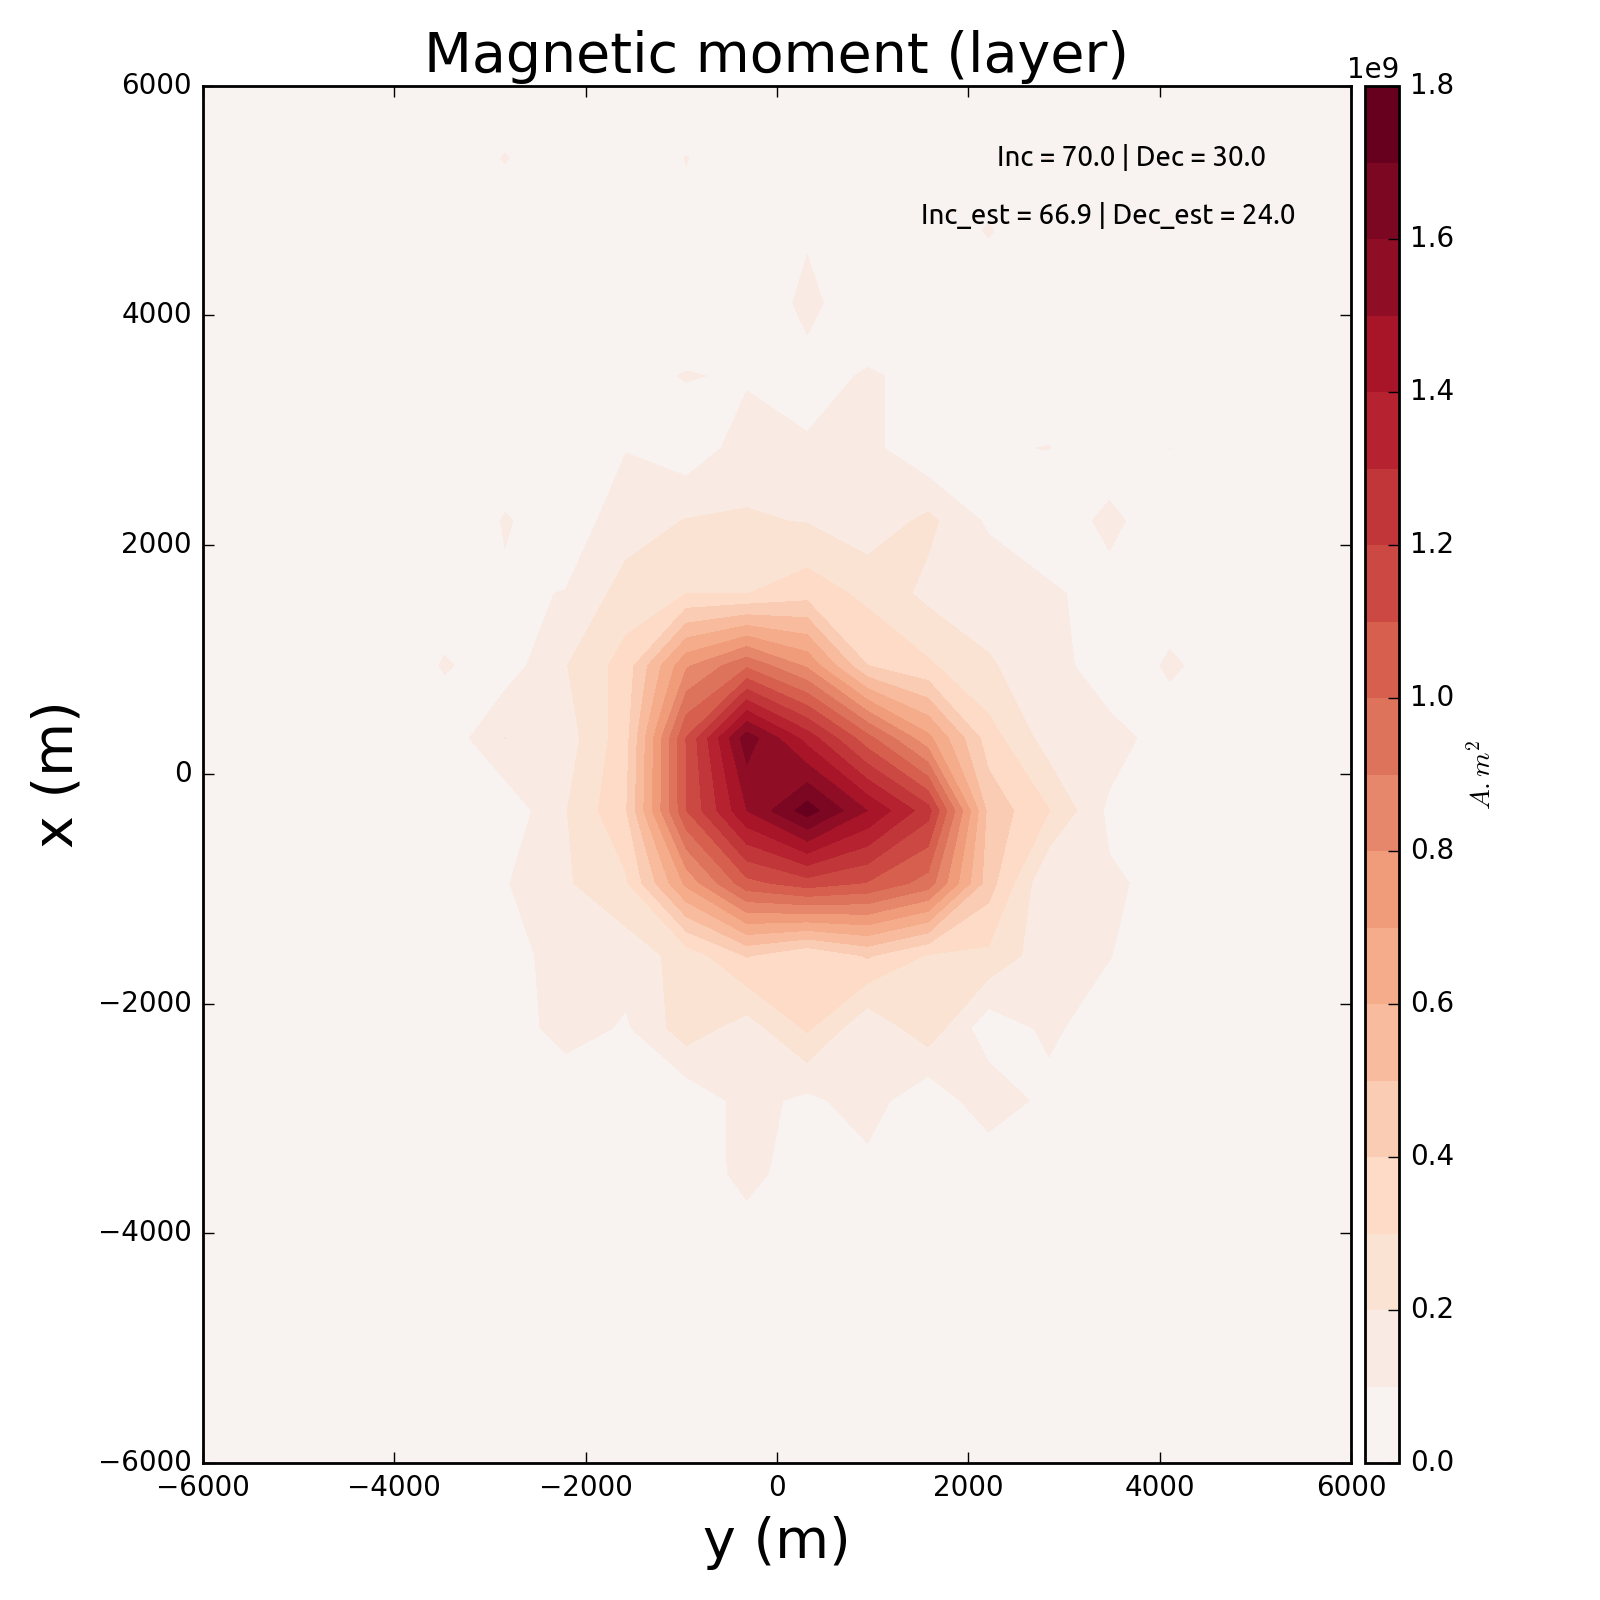 Magnetic moment (layer)
1e9
Inc = 70.0 | Dec = 30.0
Inc_est = 66.9 | Dec_est = 24.0
6000
4000
2000
0
−2000
−4000
−6000
x (m)
−6000 −4000 −2000 0 2000 4000 6000
y (m)
1.8
1.6
1.4
1.2
1.0
0.8
0.6
0.4
0.2
0.0
A.m²